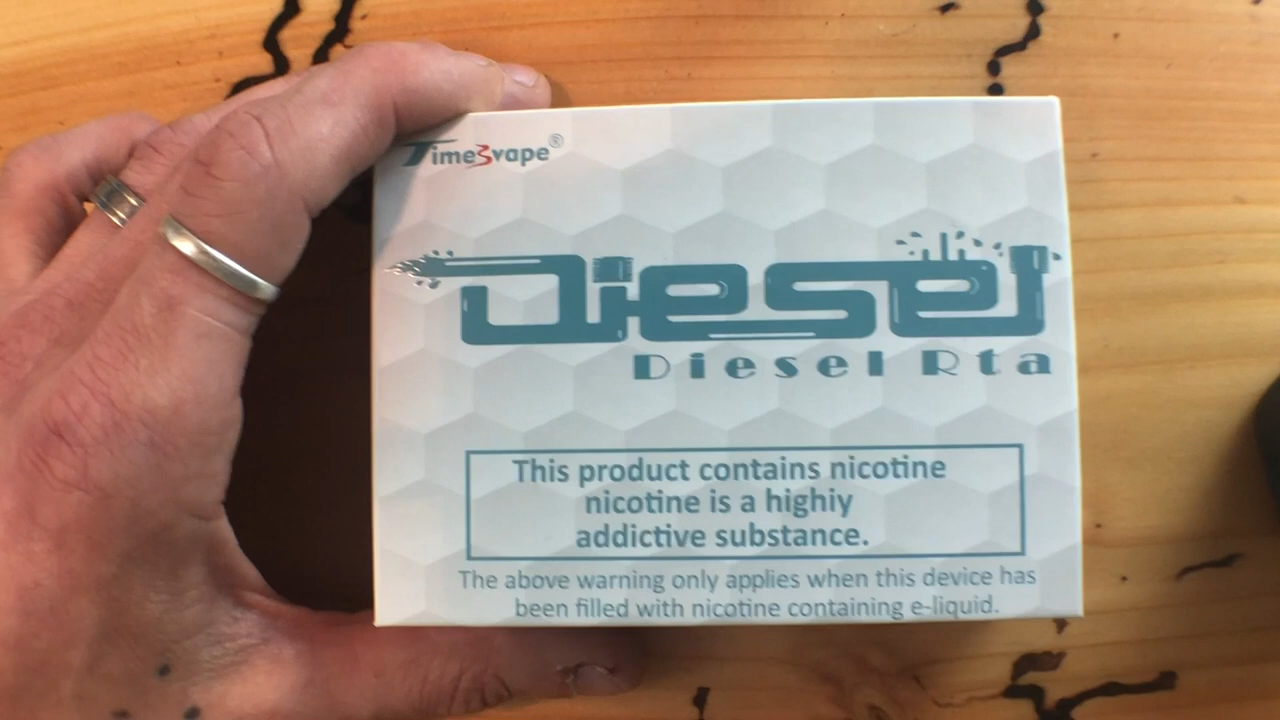 Time3vape®
Diesel
Diesel Rta
This product contains nicotine
nicotine is a highiy
addictive substance.
The above warning only applies when this device has
been filled with nicotine containing e-liquid.